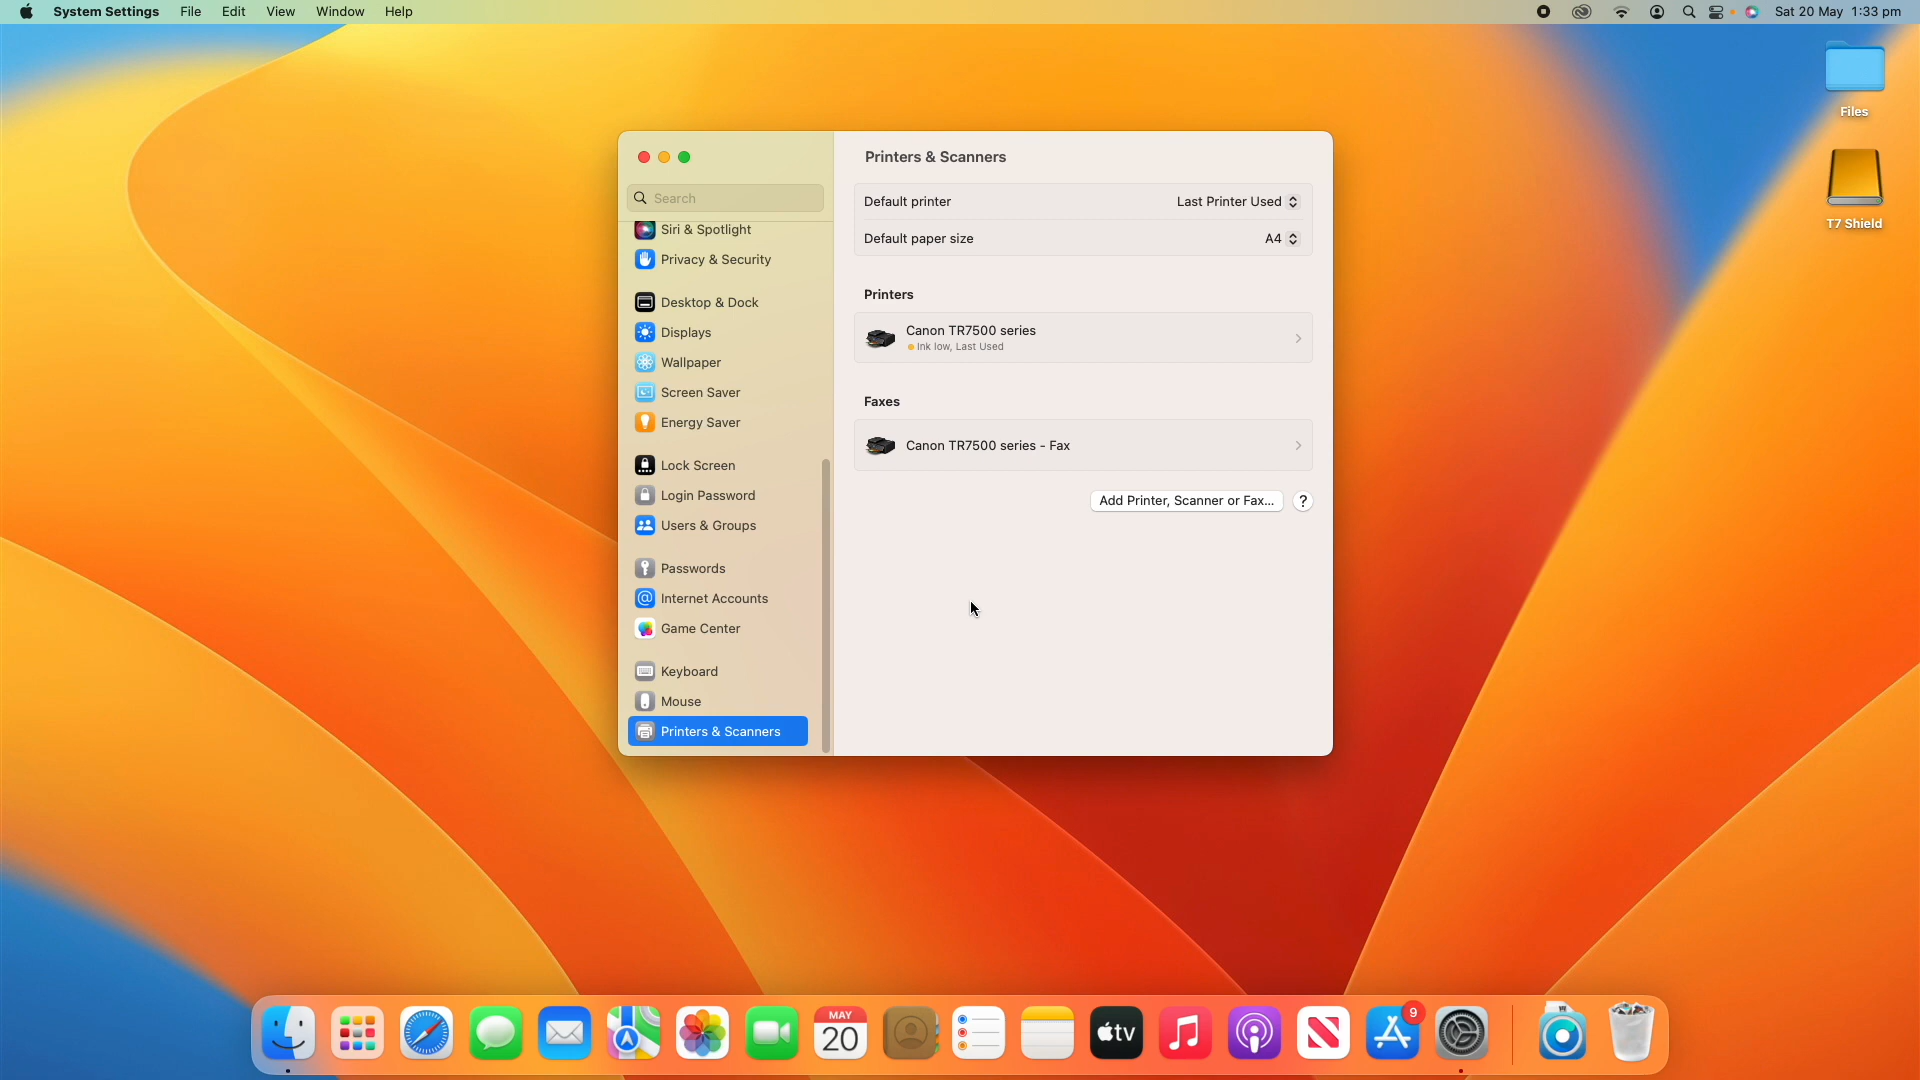 System Settings File Edit View Window Help
Sat 20 May 1:33 pm
Files
T7 Shield
Search
Siri & Spotlight
Privacy & Security
Desktop & Dock
Displays
Wallpaper
Screen Saver
Energy Saver
Lock Screen
Login Password
Users & Groups
Passwords
Internet Accounts
Game Center
Keyboard
Mouse
Printers & Scanners
Printers & Scanners
Default printer Last Printer Used
Default paper size A4
Printers
Canon TR7500 series
Ink low, Last Used
Faxes
Canon TR7500 series - Fax
Add Printer, Scanner or Fax... ?
MAY
20
tv
9